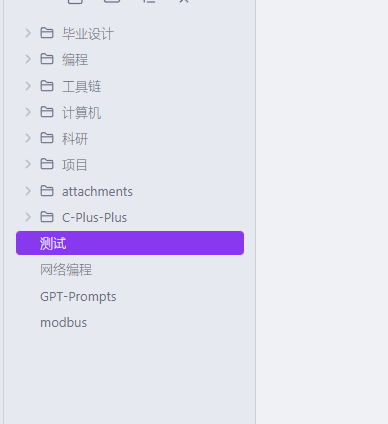 毕业设计
编程
工具链
计算机
科研
项目
attachments
C-Plus-Plus
测试
网络编程
GPT-Prompts
modbus